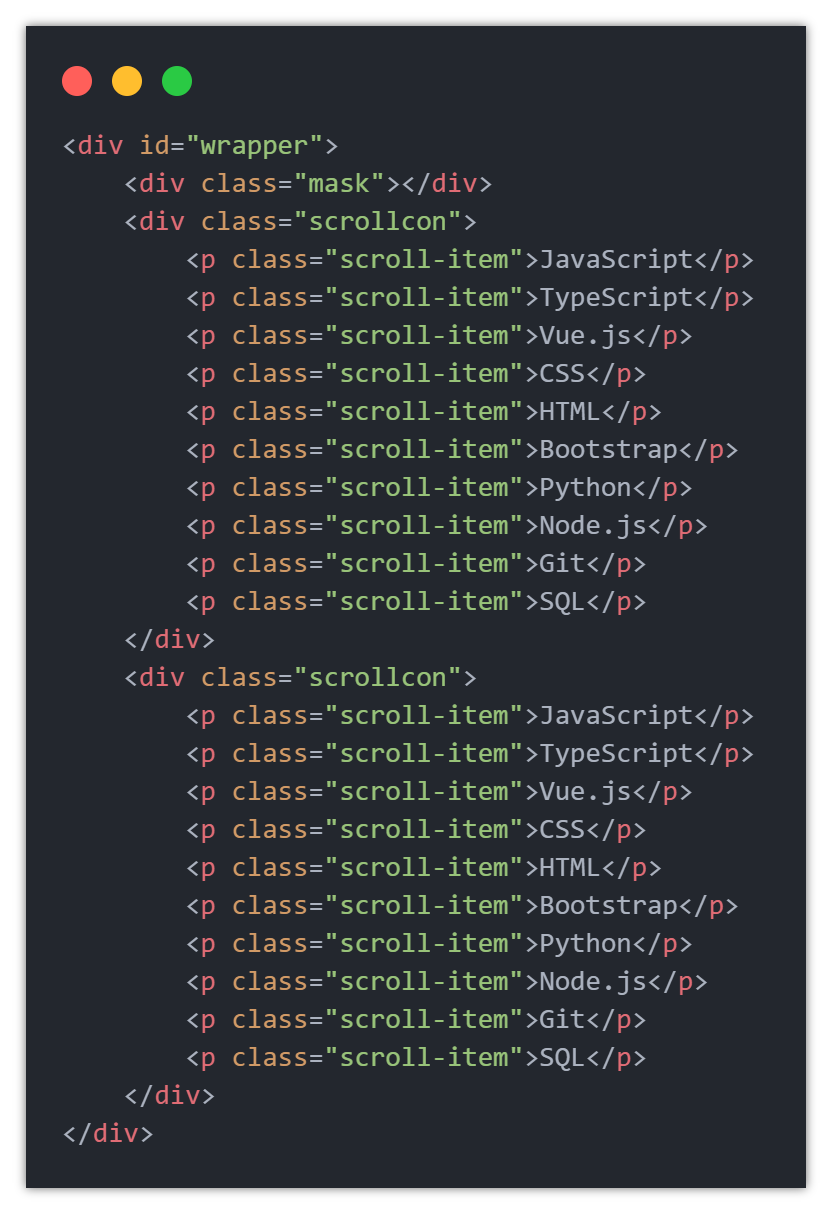 <div id="wrapper">
    <div class="mask"></div>
    <div class="scrollcon">
        <p class="scroll-item">JavaScript</p>
        <p class="scroll-item">TypeScript</p>
        <p class="scroll-item">Vue.js</p>
        <p class="scroll-item">CSS</p>
        <p class="scroll-item">HTML</p>
        <p class="scroll-item">Bootstrap</p>
        <p class="scroll-item">Python</p>
        <p class="scroll-item">Node.js</p>
        <p class="scroll-item">Git</p>
        <p class="scroll-item">SQL</p>
    </div>
    <div class="scrollcon">
        <p class="scroll-item">JavaScript</p>
        <p class="scroll-item">TypeScript</p>
        <p class="scroll-item">Vue.js</p>
        <p class="scroll-item">CSS</p>
        <p class="scroll-item">HTML</p>
        <p class="scroll-item">Bootstrap</p>
        <p class="scroll-item">Python</p>
        <p class="scroll-item">Node.js</p>
        <p class="scroll-item">Git</p>
        <p class="scroll-item">SQL</p>
    </div>
</div>